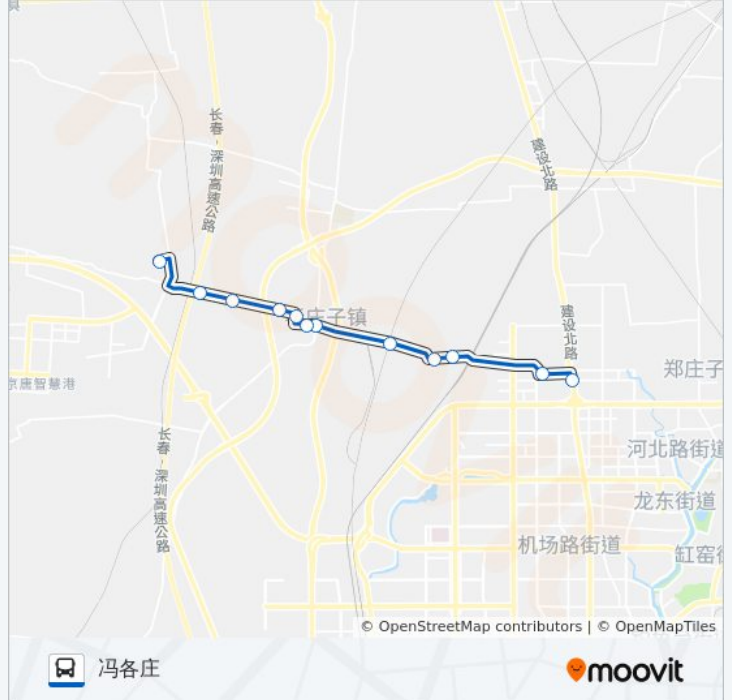 长春 - 深圳高速公路
建设北路
庄子镇
建设北路
郑庄子
京唐智慧港
长春 - 深圳高速公路
河北路街道
龙东街道
机场路街道
缸窑街
© OpenStreetMap contributors | © OpenMapTiles
冯各庄
moovit